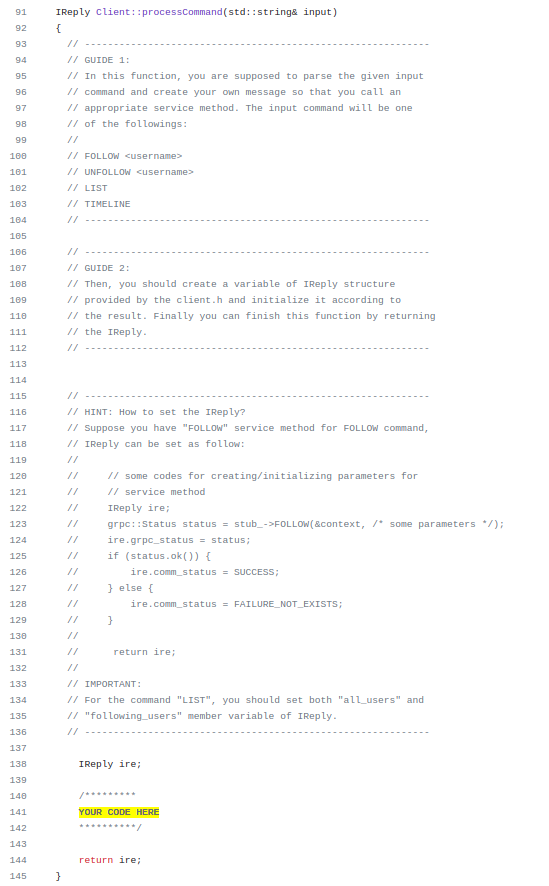 91 IReply Client::processCommand(std::string& input)
92 {
93 // ------------------------------------------------------------
94 // GUIDE 1:
95 // In this function, you are supposed to parse the given input
96 // command and create your own message so that you call an
97 // appropriate service method. The input command will be one
98 // of the followings:
99 //
100 // FOLLOW <username>
101 // UNFOLLOW <username>
102 // LIST
103 // TIMELINE
104 // ------------------------------------------------------------
105
106 // ------------------------------------------------------------
107 // GUIDE 2:
108 // Then, you should create a variable of IReply structure
109 // provided by the client.h and initialize it according to
110 // the result. Finally you can finish this function by returning
111 // the IReply.
112 // ------------------------------------------------------------
113
114
115 // ------------------------------------------------------------
116 // HINT: How to set the IReply?
117 // Suppose you have "FOLLOW" service method for FOLLOW command,
118 // IReply can be set as follow:
119 //
120 //     // some codes for creating/initializing parameters for
121 //     // service method
122 //     IReply ire;
123 //     grpc::Status status = stub_->FOLLOW(&context, /* some parameters */);
124 //     ire.grpc_status = status;
125 //     if (status.ok()) {
126 //         ire.comm_status = SUCCESS;
127 //     } else {
128 //         ire.comm_status = FAILURE_NOT_EXISTS;
129 //     }
130 //
131 //      return ire;
132 //
133 // IMPORTANT:
134 // For the command "LIST", you should set both "all_users" and
135 // "following_users" member variable of IReply.
136 // ------------------------------------------------------------
137
138 IReply ire;
139
140 /*********
141 YOUR CODE HERE
142 **********/
143
144 return ire;
145 }